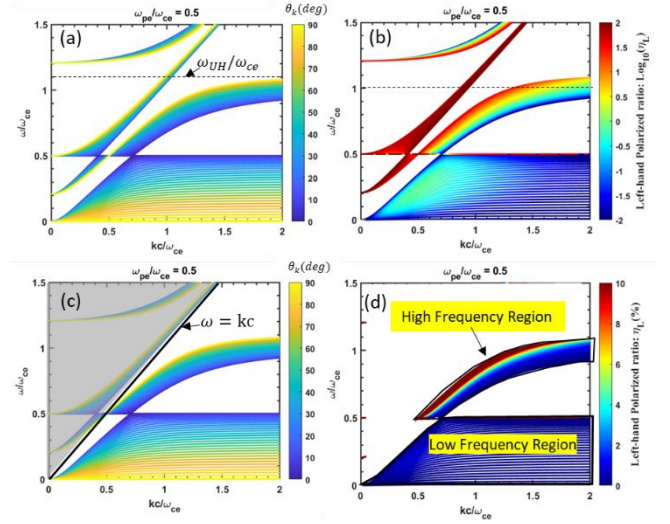 ω_pe/ω_ce = 0.5
θ_k(deg)
(a)
ω_UH/ω_ce
ω/ω_ce
1.5
1
0.5
0
0
0.5
1
1.5
2
kc/ω_ce
90
80
70
60
50
40
30
20
10
0
ω_pe/ω_ce = 0.5
(b)
ω/ω_ce
1.5
1
0.5
0
0
0.5
1
1.5
2
kc/ω_ce
2
1.5
1
0.5
0
-0.5
-1
-1.5
-2
Left-hand Polarized ratio: Log₁₀(η_L)
ω_pe/ω_ce = 0.5
θ_k(deg)
(c)
ω = kc
ω/ω_ce
1.5
1
0.5
0
0
0.5
1
1.5
2
kc/ω_ce
90
80
70
60
50
40
30
20
10
0
ω_pe/ω_ce = 0.5
(d)
High Frequency Region
Low Frequency Region
ω/ω_ce
1.5
1
0.5
0
0
0.5
1
1.5
2
kc/ω_ce
10
8
6
4
2
0
Left-hand Polarized ratio: η_L(%)